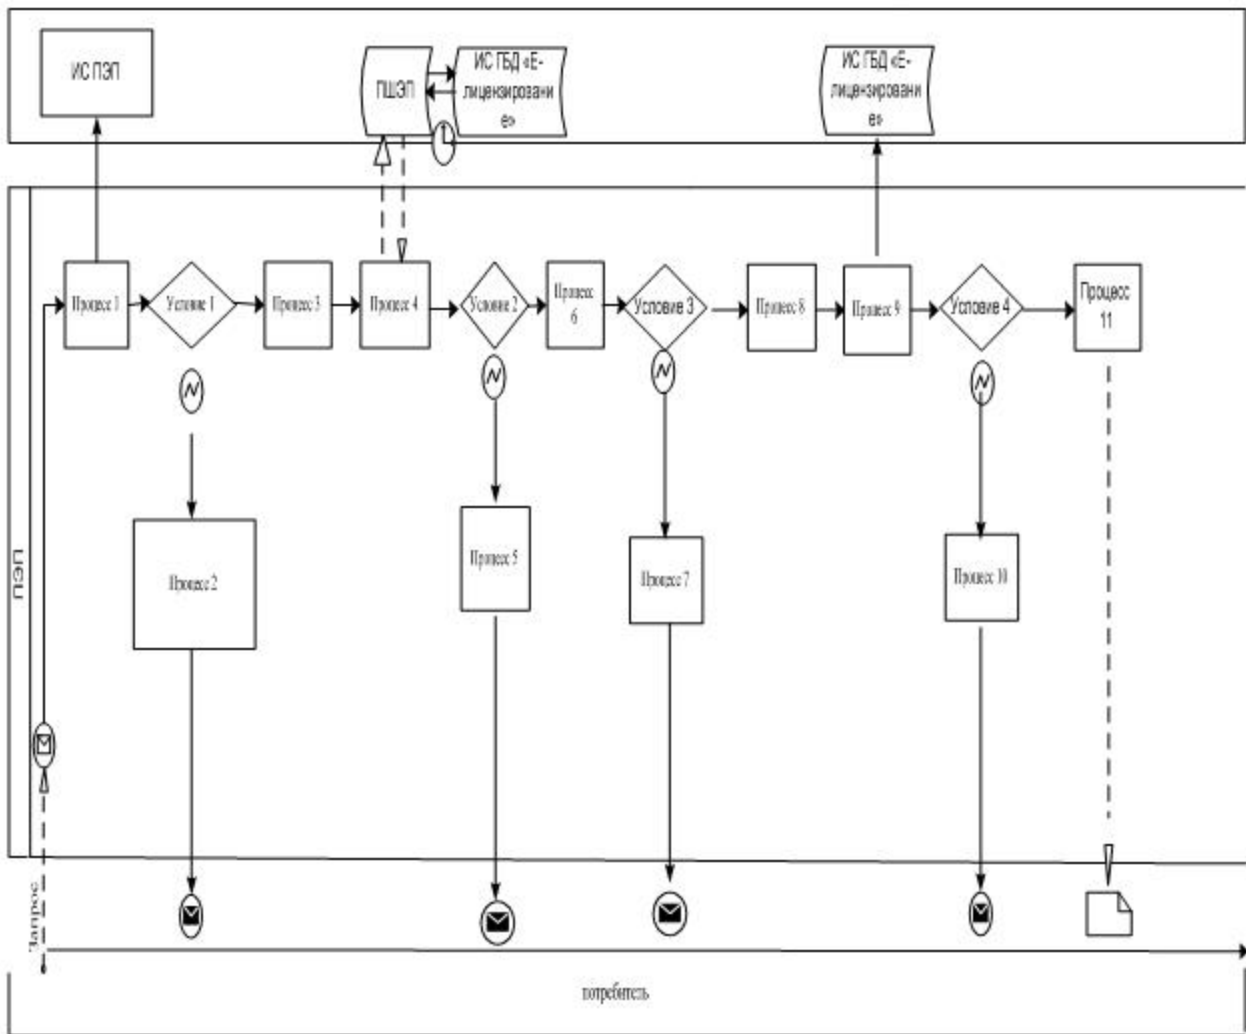 ИС ПЭП
ПШЭП
ИС ГБД «Е-
лицензировани
е»
ИС ГБД «Е-
лицензировани
е»
Процесс 1
Условие 1
Процесс 3
Процесс 4
Условие 2
Процесс
6
Условие 3
Процесс 8
Процесс 9
Условие 4
Процесс
11
Процесс 2
Процесс 5
Процесс 7
Процесс 10
ПЭП
Запрос
потребитель